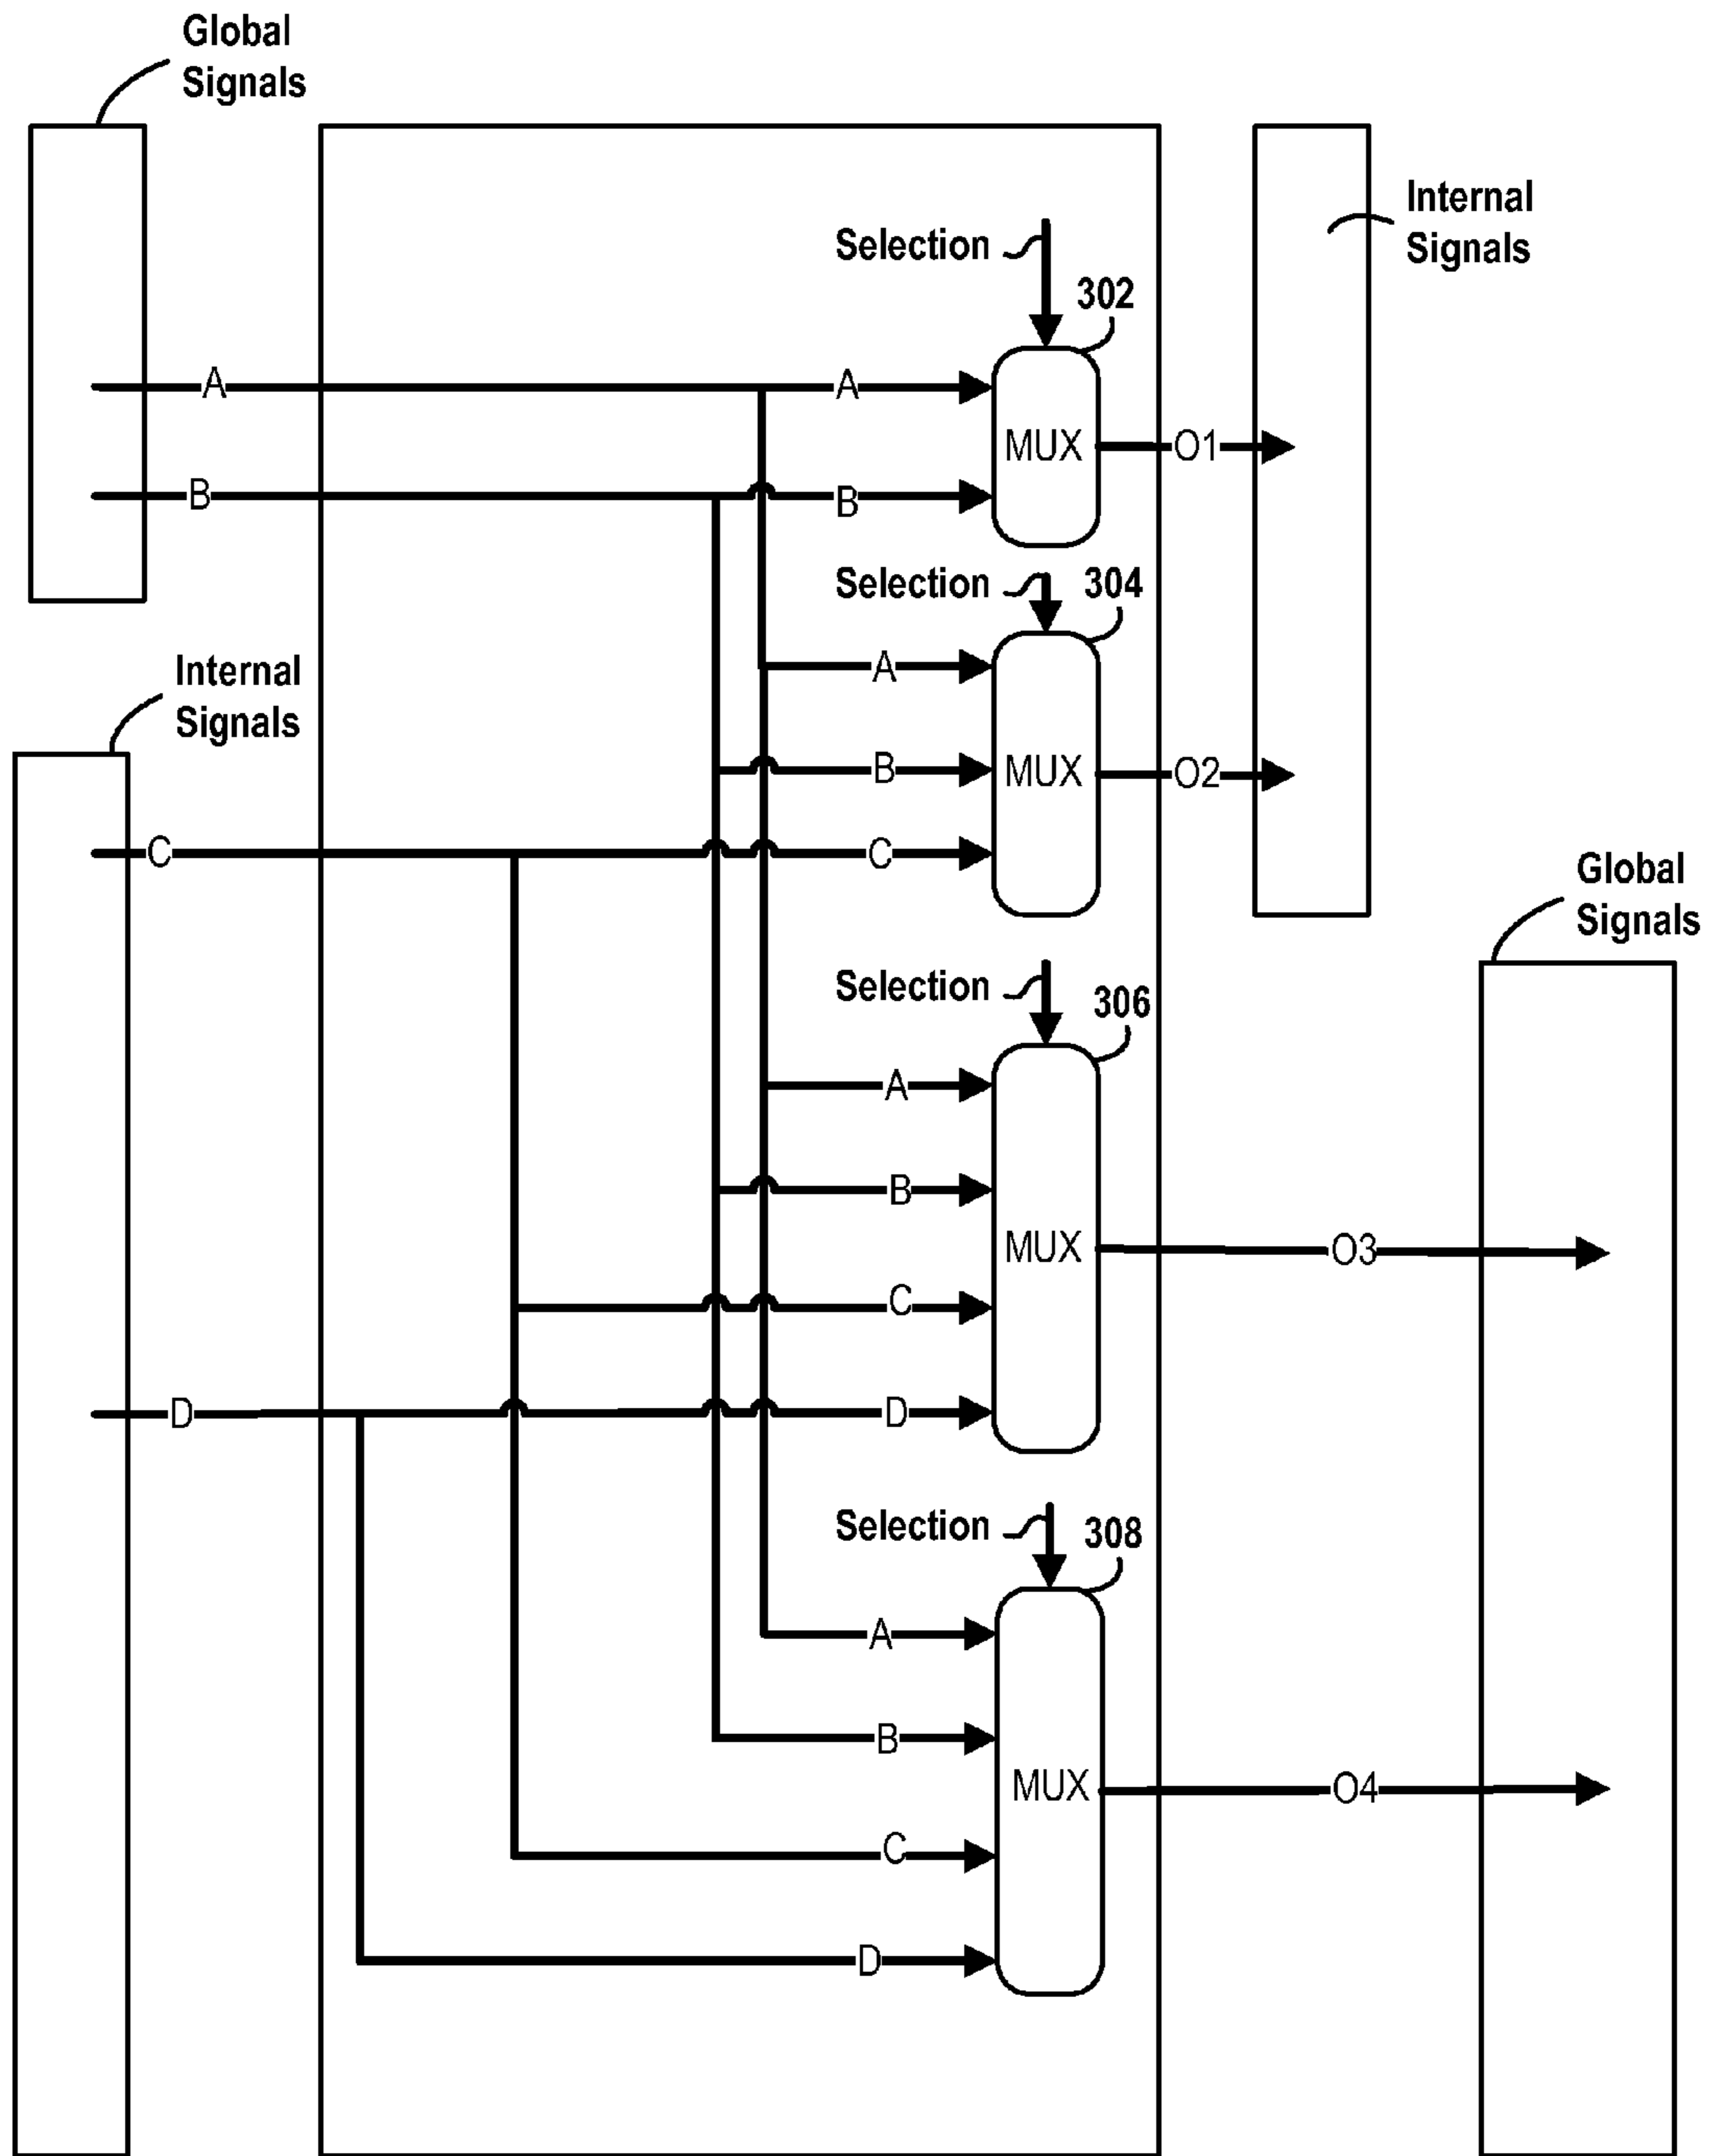 Global
Signals
Internal
Signals
Selection
302
A
A
MUX
O1
B
B
Selection
304
Internal
Signals
A
B
MUX
O2
C
C
Global
Signals
Selection
306
A
B
MUX
O3
C
D
D
Selection
308
A
B
MUX
O4
C
D